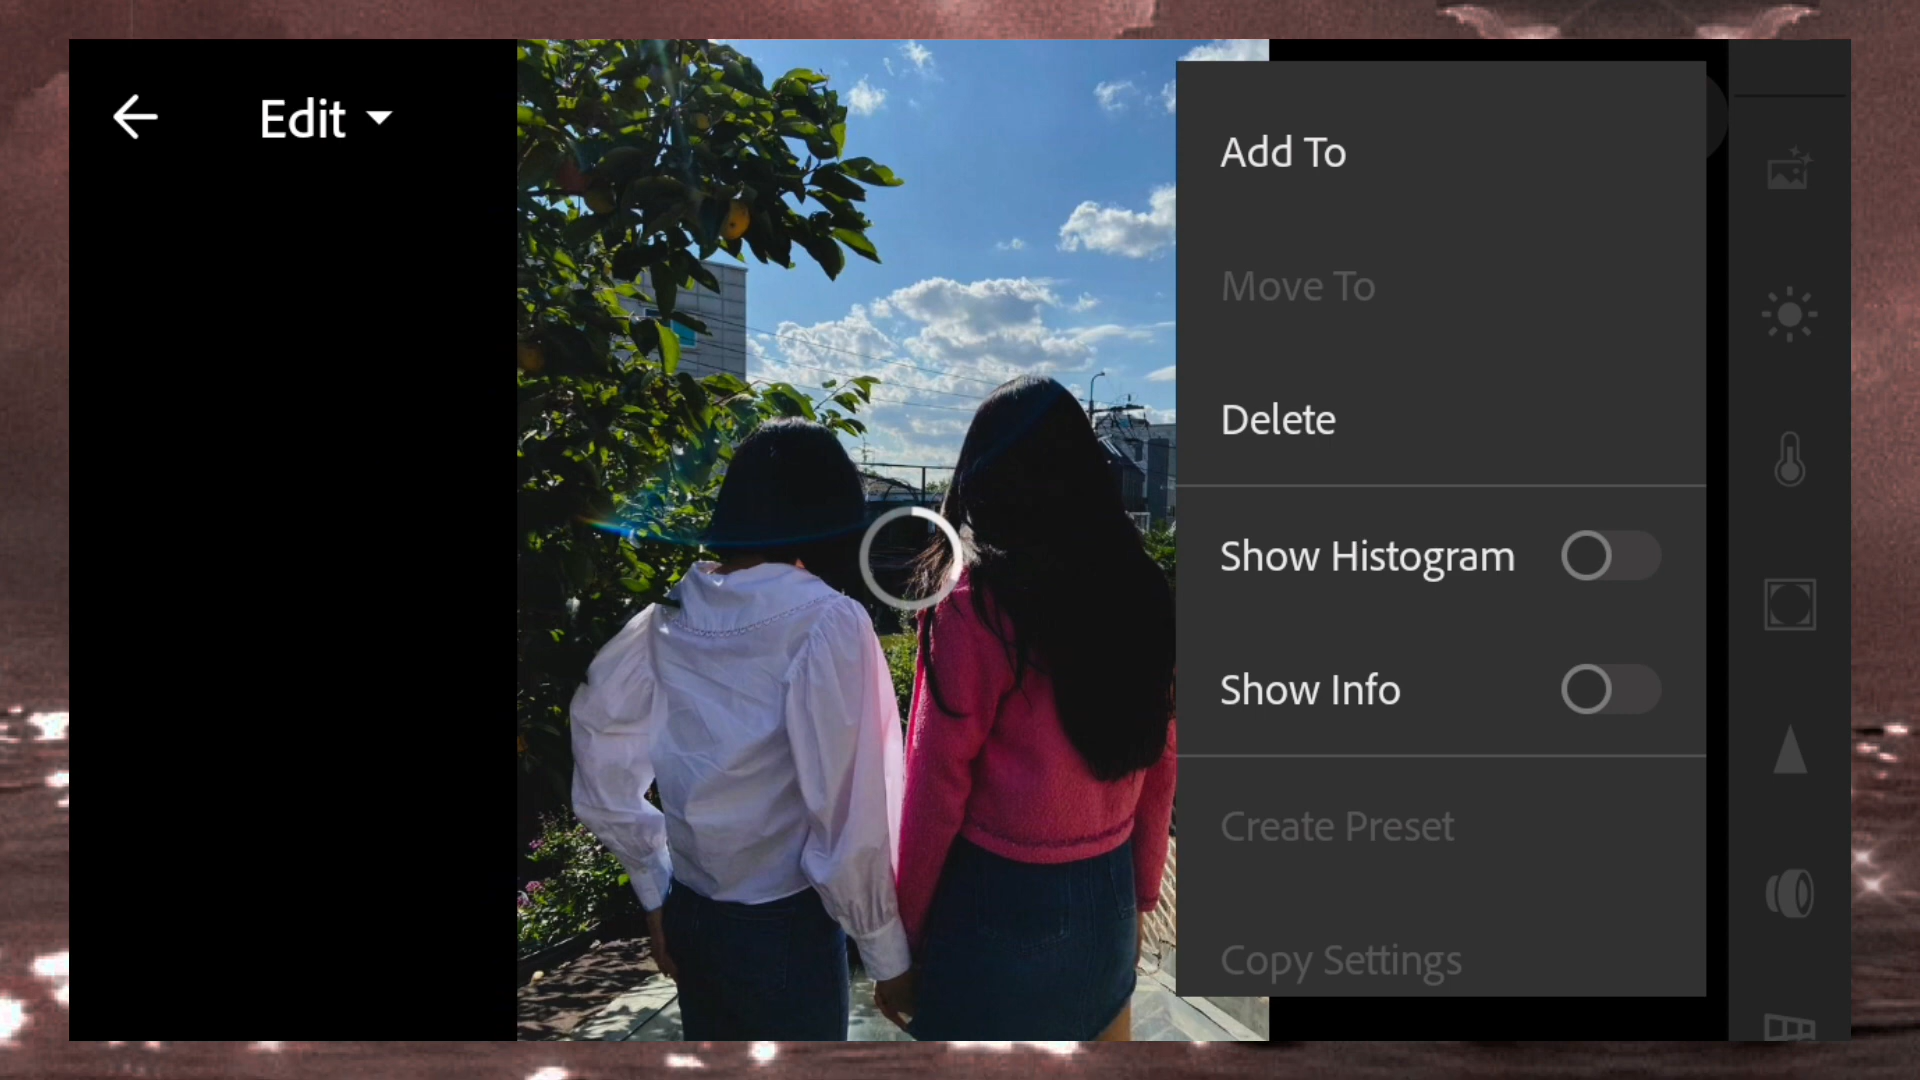 Edit
Add To
Move To
Delete
Show Histogram
Show Info
Create Preset
Copy Settings